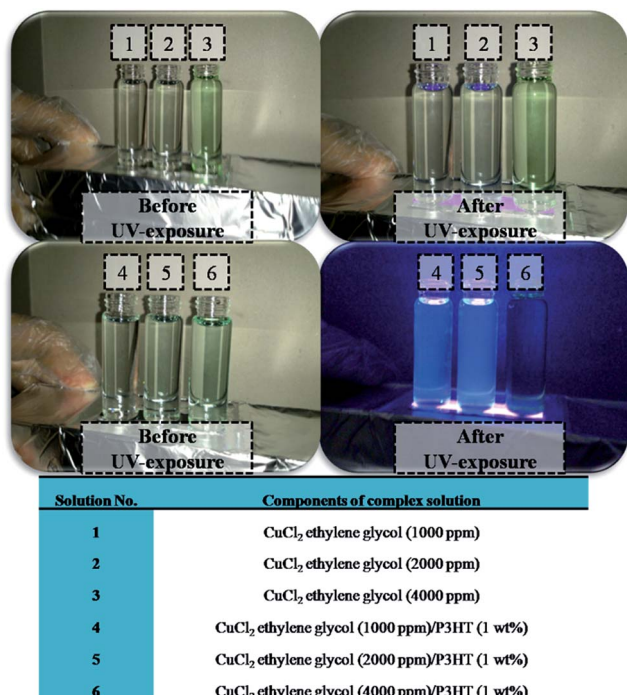 1 2 3
Before
UV-exposure
1 2 3
After
UV-exposure
4 5 6
Before
UV-exposure
4 5 6
After
UV-exposure
Solution No. Components of complex solution
1 CuCl₂ ethylene glycol (1000 ppm)
2 CuCl₂ ethylene glycol (2000 ppm)
3 CuCl₂ ethylene glycol (4000 ppm)
4 CuCl₂ ethylene glycol (1000 ppm)/P3HT (1 wt%)
5 CuCl₂ ethylene glycol (2000 ppm)/P3HT (1 wt%)
6 CuCl₂ ethylene glycol (4000 ppm)/P3HT (1 wt%)